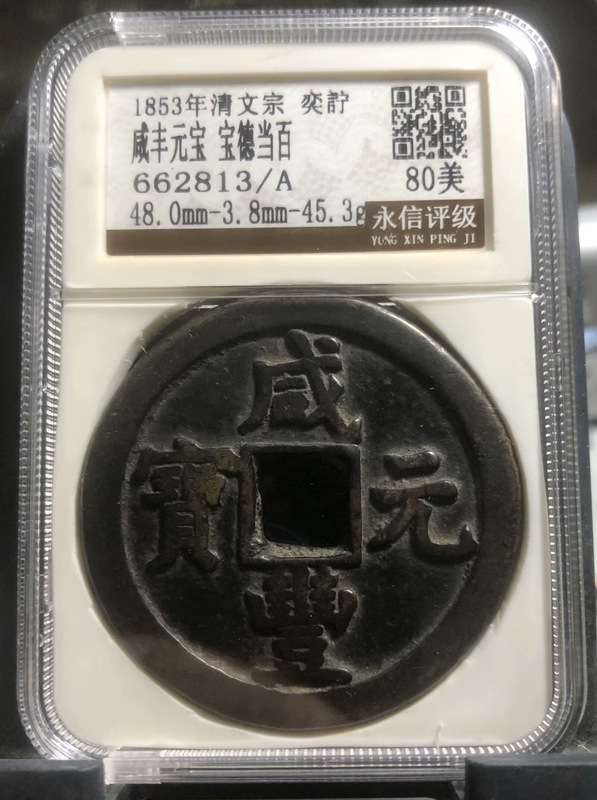 1853年清文宗 奕詝
咸丰元宝 宝德当百
662813/A 80美
48.0mm-3.8mm-45.3g
永信评级
YONG XIN PING JI
咸
寶 元
豐